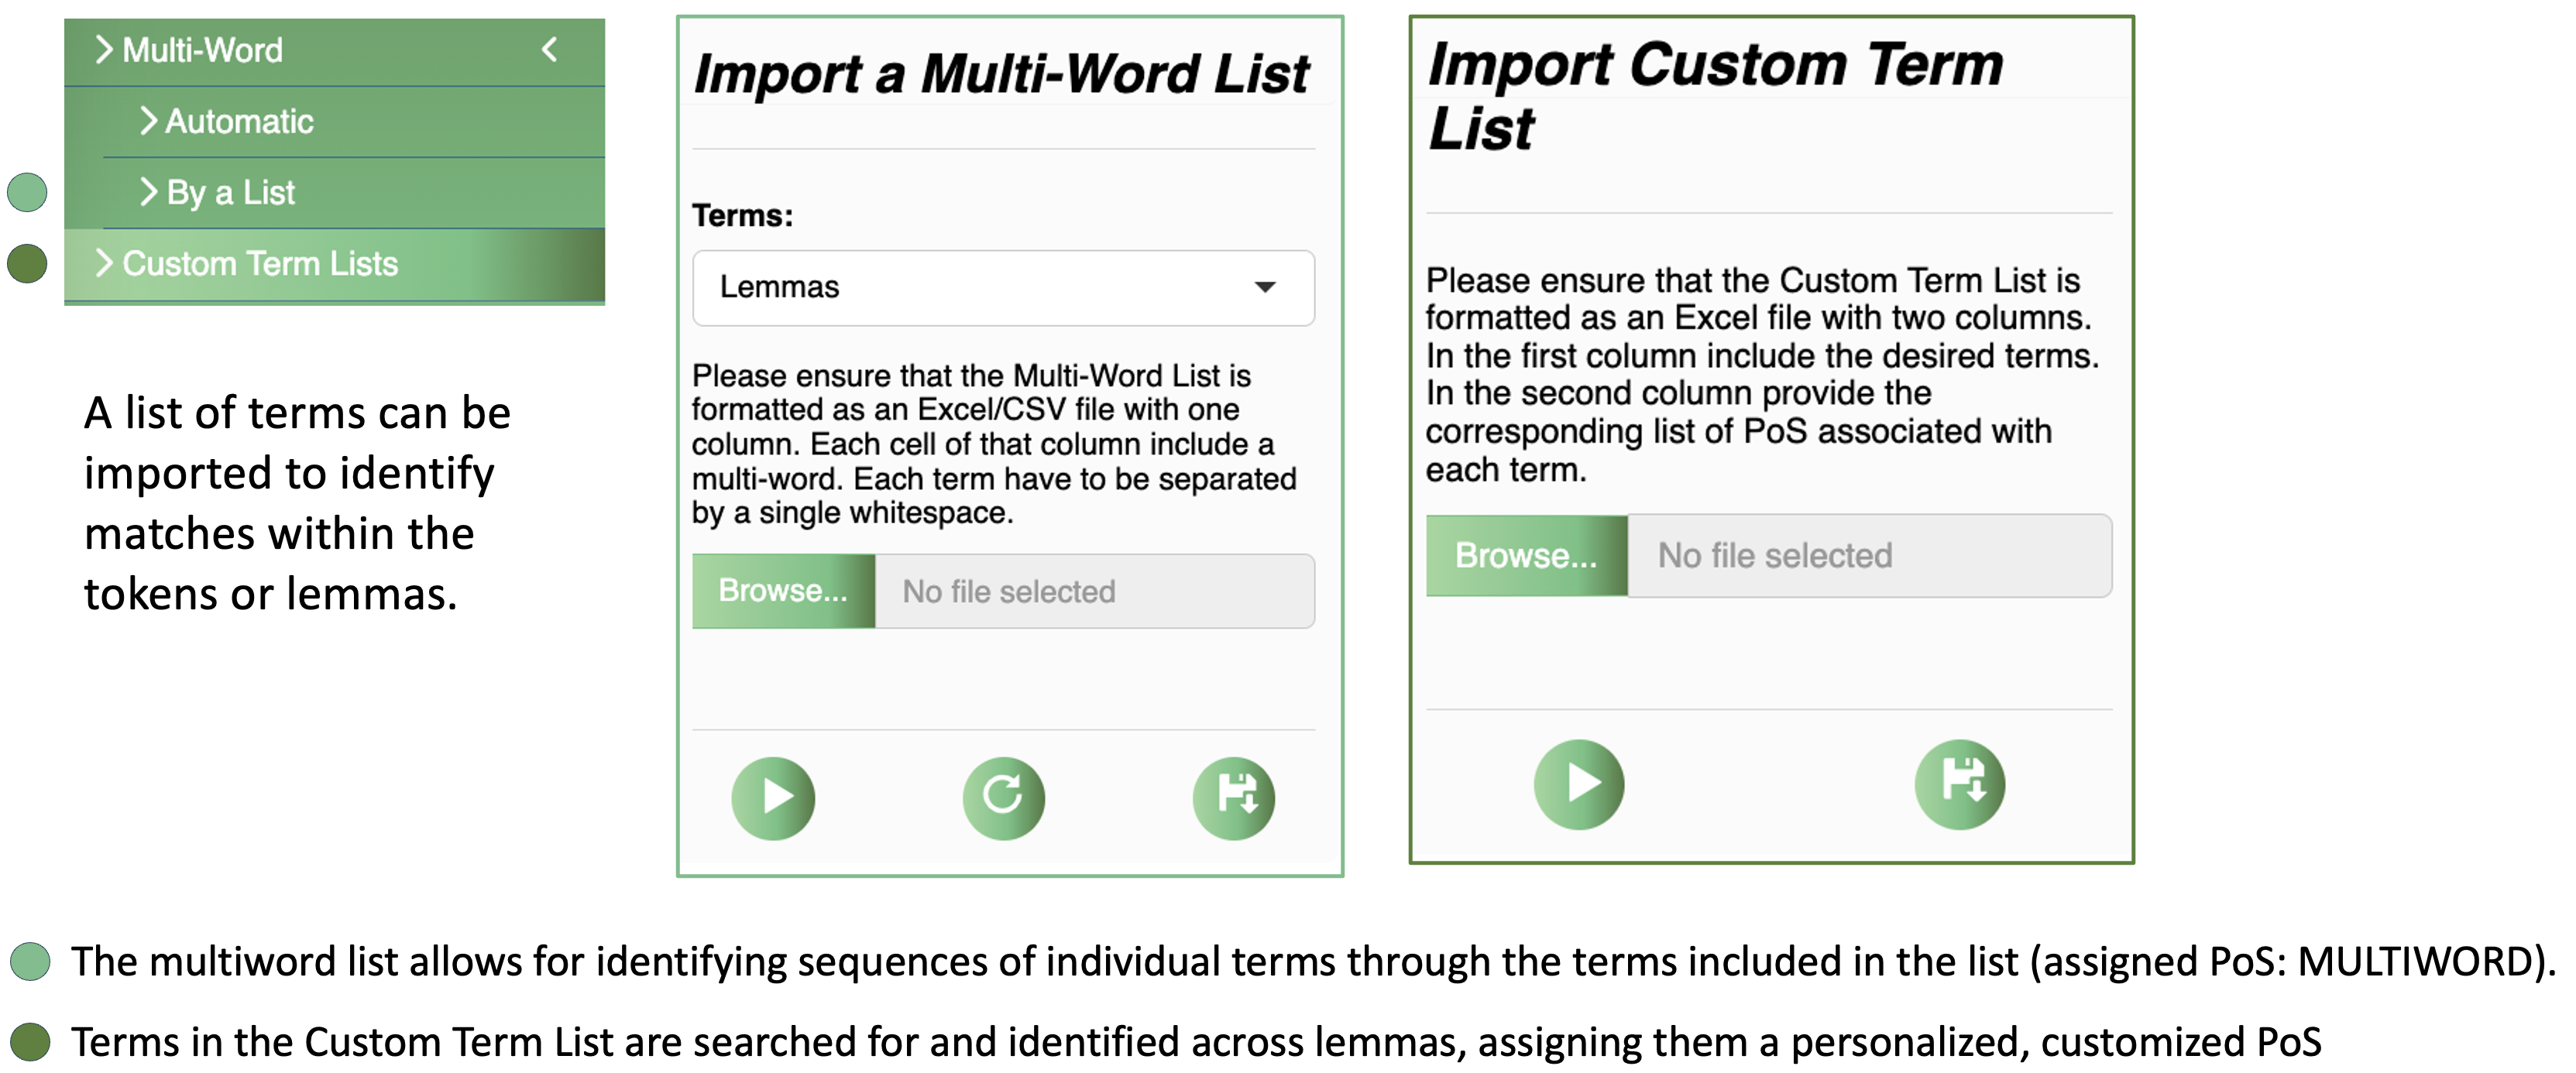 Multi-Word
Automatic
By a List
Custom Term Lists
A list of terms can be
imported to identify
matches within the
tokens or lemmas.
Import a Multi-Word List
Terms:
Lemmas
Please ensure that the Multi-Word List is
formatted as an Excel/CSV file with one
column. Each cell of that column include a
multi-word. Each term have to be separated
by a single whitespace.
Browse... No file selected
Import Custom Term
List
Please ensure that the Custom Term List is
formatted as an Excel file with two columns.
In the first column include the desired terms.
In the second column provide the
corresponding list of PoS associated with
each term.
Browse... No file selected
The multiword list allows for identifying sequences of individual terms through the terms included in the list (assigned PoS: MULTIWORD).
Terms in the Custom Term List are searched for and identified across lemmas, assigning them a personalized, customized PoS